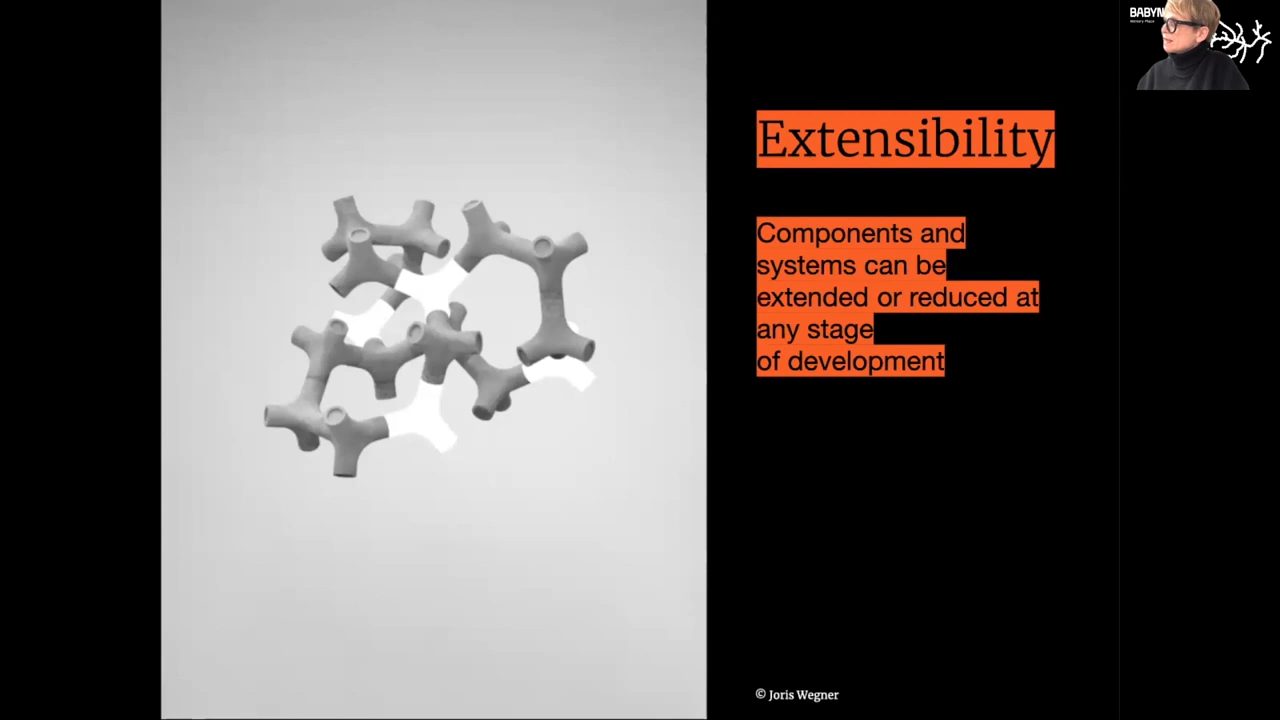 Extensibility
Components and
systems can be
extended or reduced at
any stage
of development
© Joris Wegner